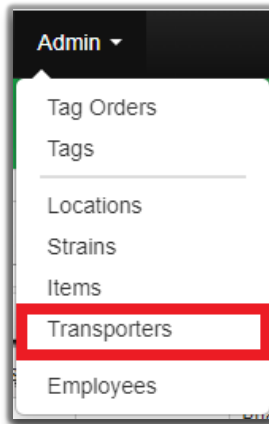 Admin
Tag Orders
Tags
Locations
Strains
Items
Transporters
Employees